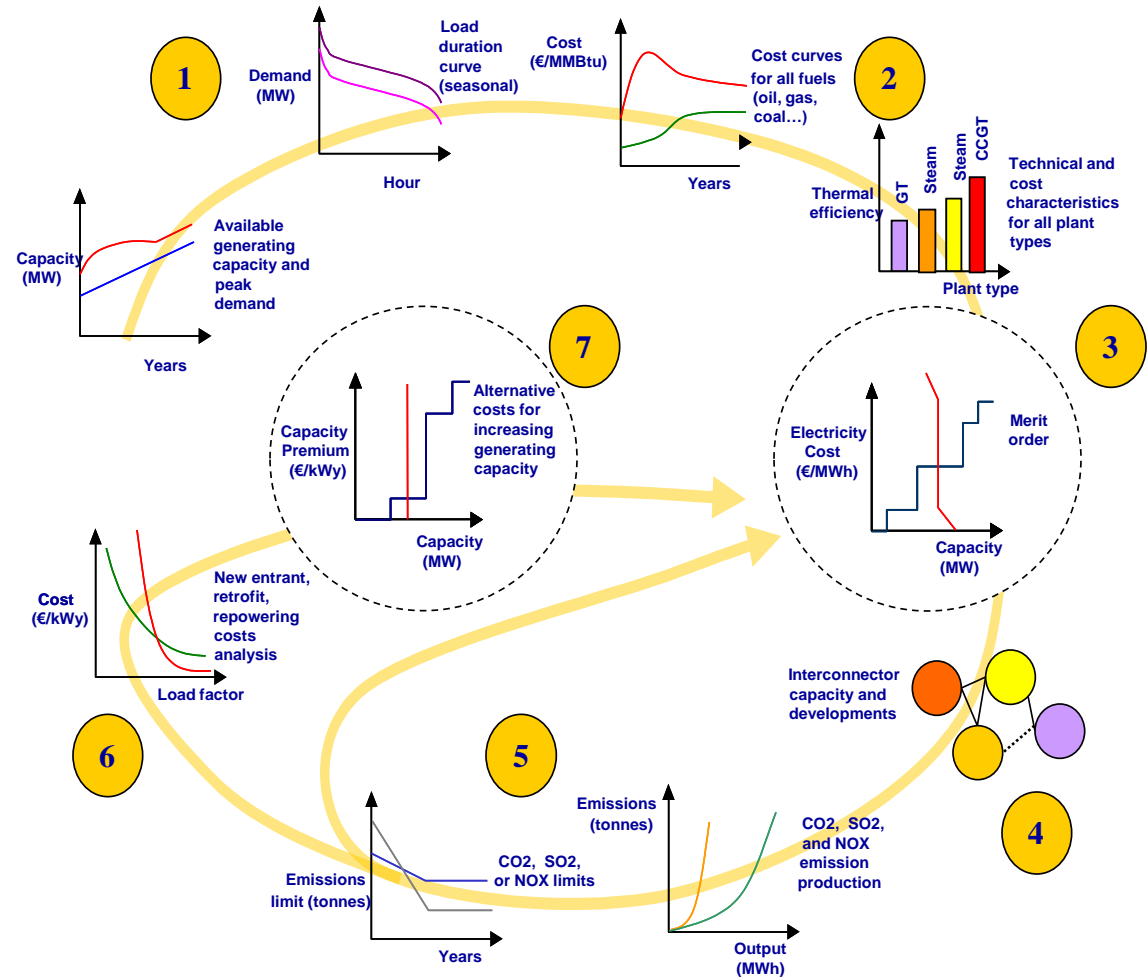 1
Demand
(MW)
Load
duration
curve
(seasonal)
Hour
Capacity
(MW)
Available
generating
capacity and
peak
demand
Years
Cost
(€/MMBtu)
Cost curves
for all fuels
(oil, gas,
coal…)
Years
2
Thermal
efficiency
GT
Steam
Steam
CCGT
Technical and
cost
characteristics
for all plant
types
Plant type
7
Capacity
Premium
(€/kWy)
Alternative
costs for
increasing
generating
capacity
Capacity
(MW)
3
Electricity
Cost
(€/MWh)
Merit
order
Capacity
(MW)
Cost
(€/kWy)
New entrant,
retrofit,
repowering
costs
analysis
Load factor
6
5
Interconnector
capacity and
developments
4
Emissions
limit (tonnes)
CO2, SO2,
or NOX limits
Years
Emissions
(tonnes)
CO2, SO2,
and NOX
emission
production
Output
(MWh)